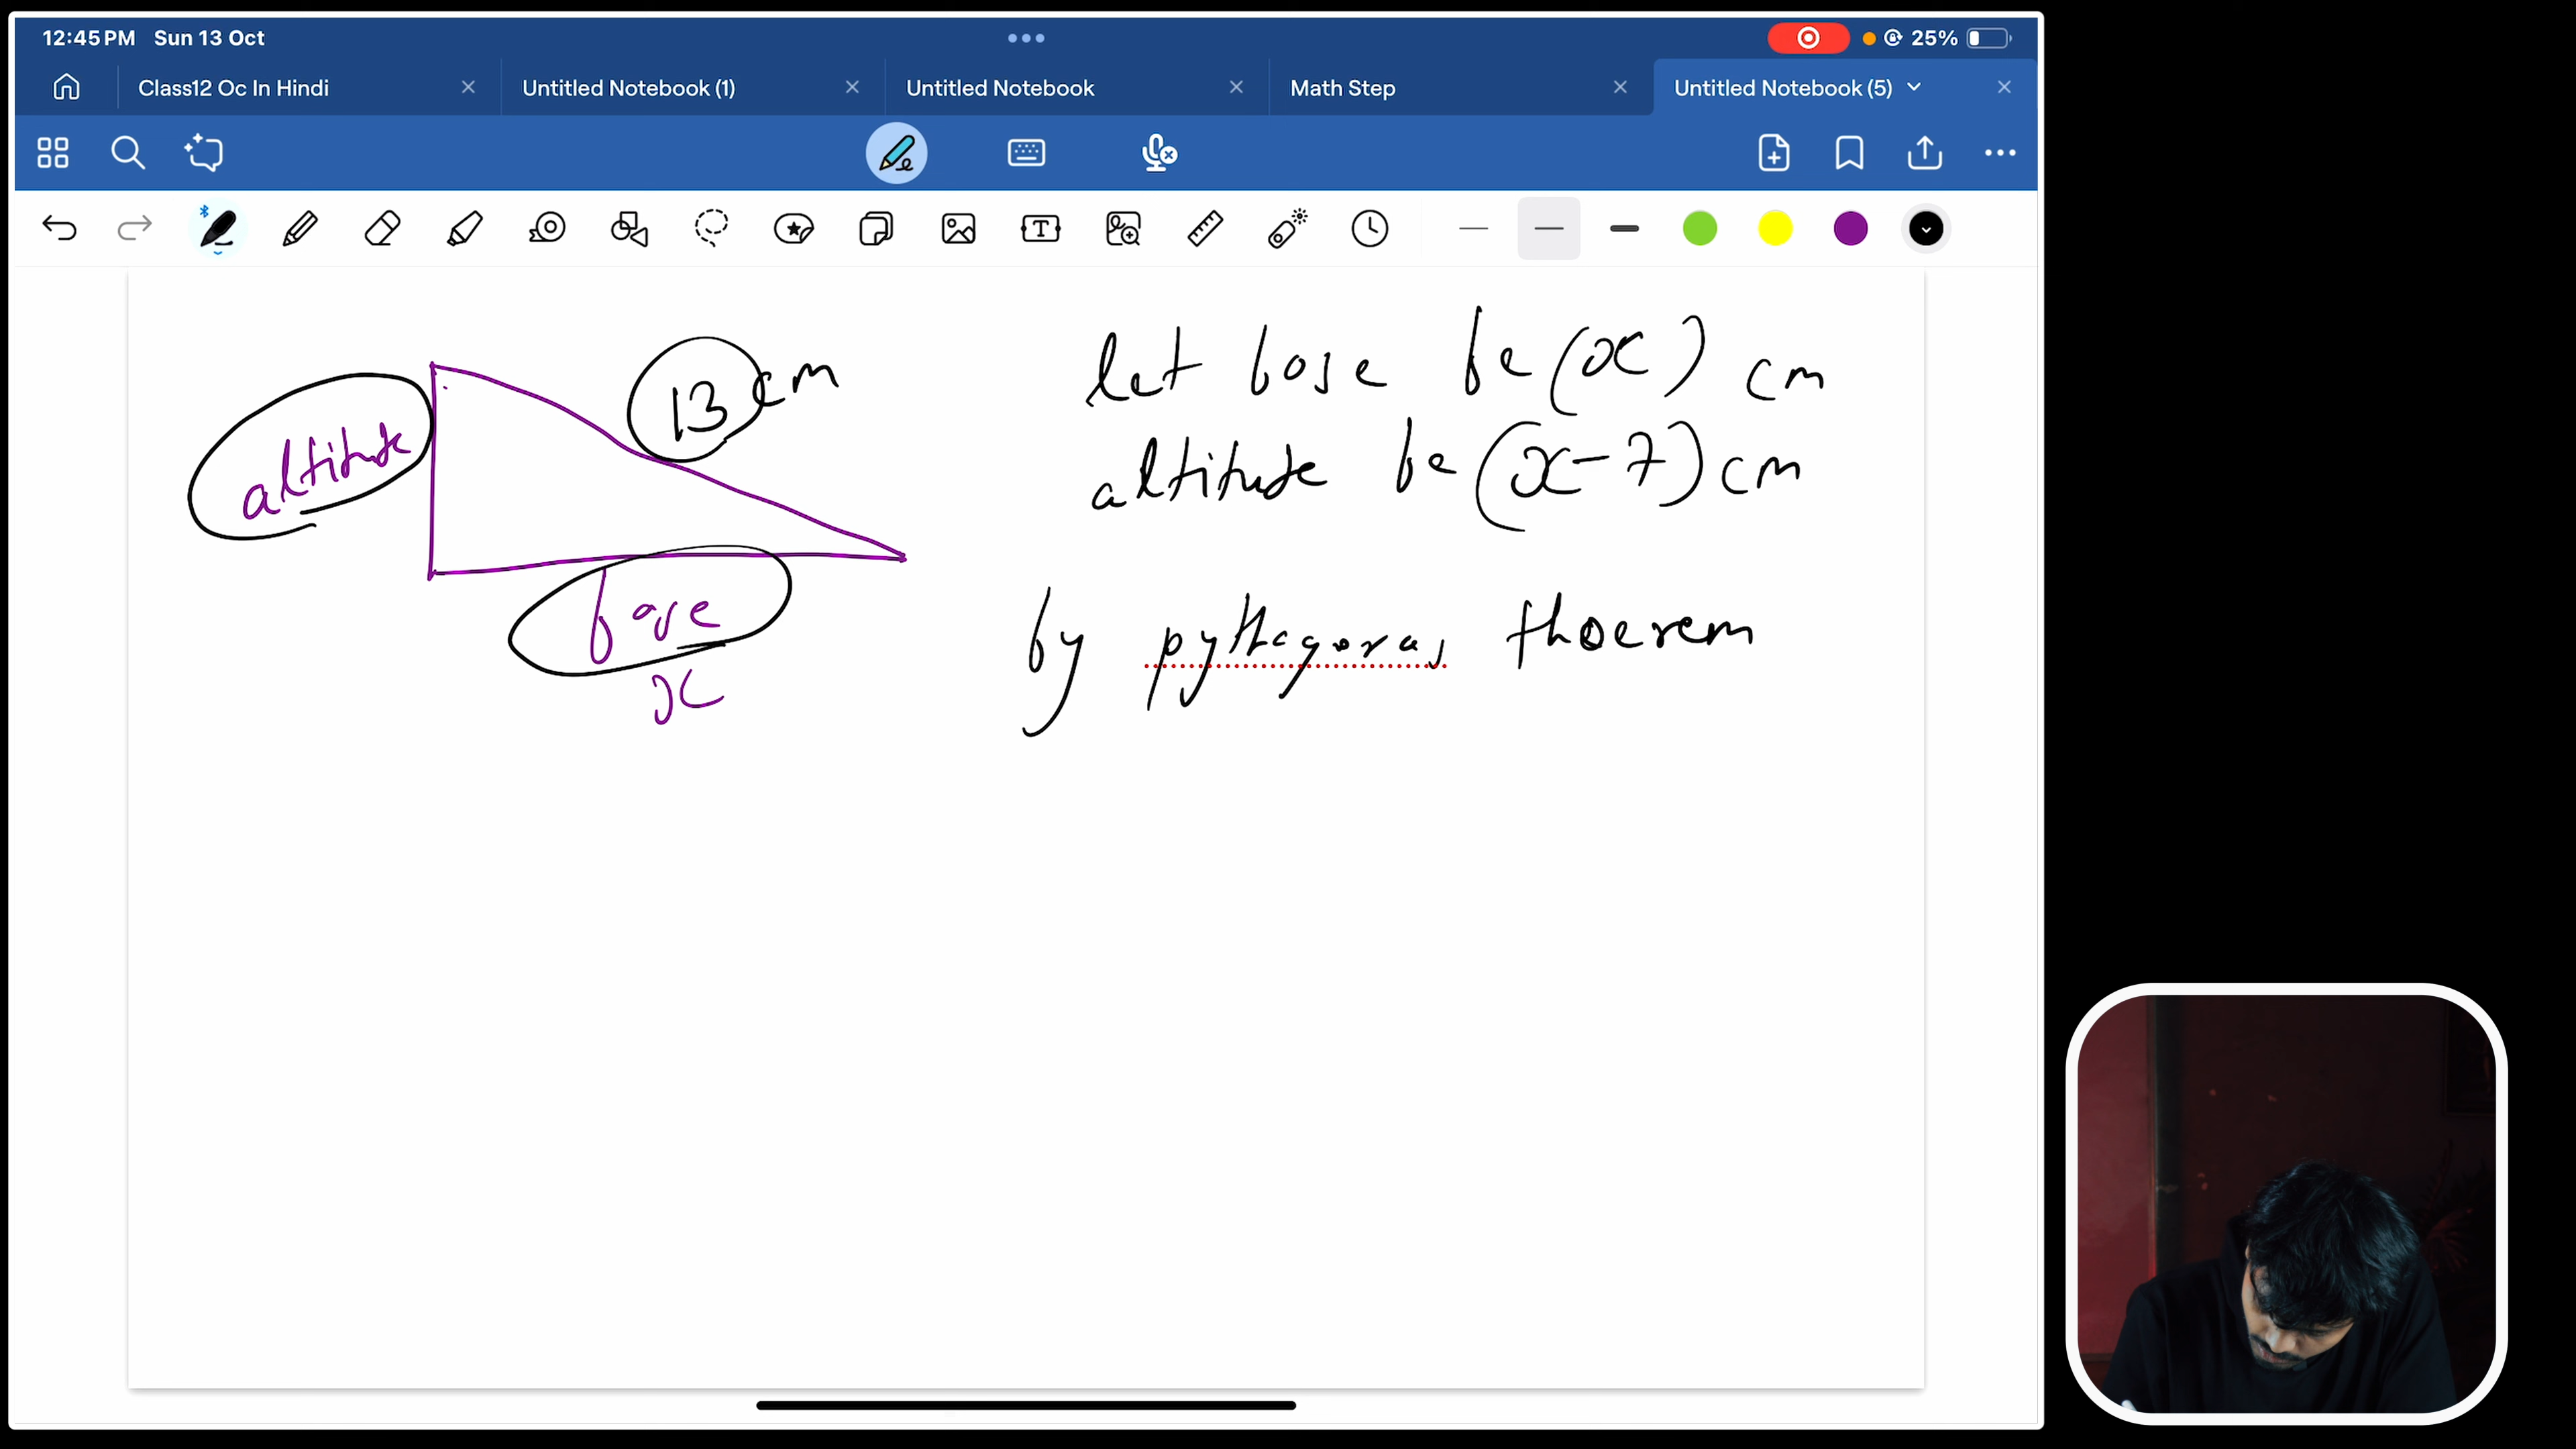 12:45 PM Sun 13 Oct 25%
Class12 Oc In Hindi Untitled Notebook (1) Untitled Notebook Math Step Untitled Notebook (5)
13 cm
altitude
base
x
let base be (x) cm
altitude be (x-7) cm
by pythagoras thoerem